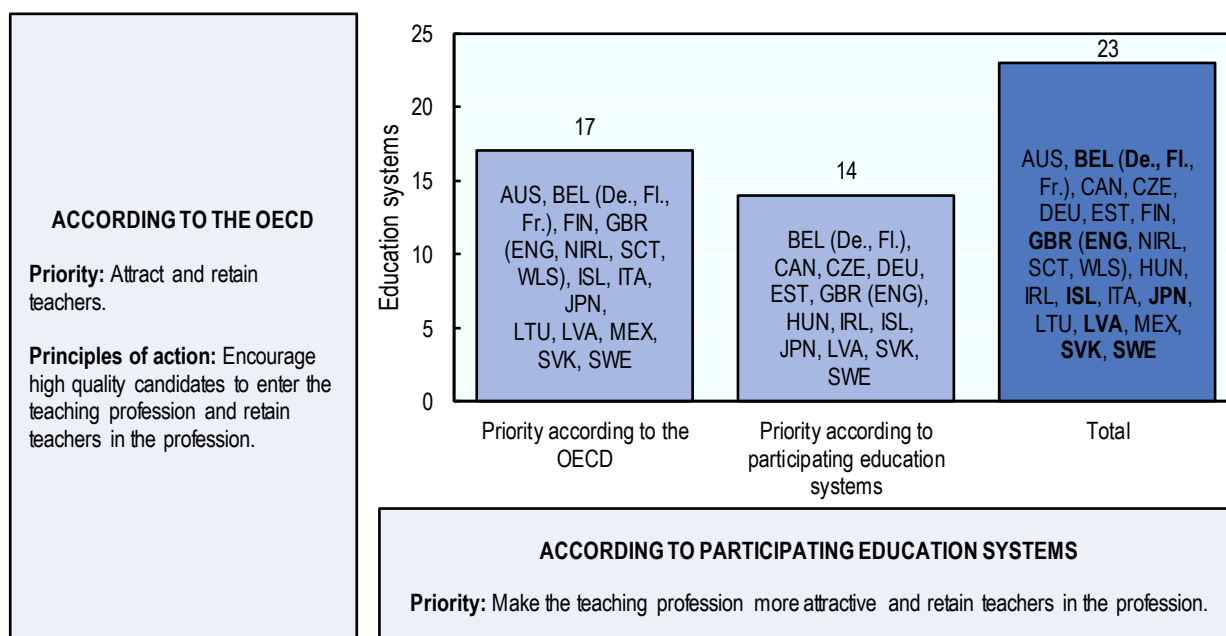 ACCORDING TO THE OECD
Priority: Attract and retain
teachers.
Principles of action: Encourage
high quality candidates to enter the
teaching profession and retain
teachers in the profession.
Education systems
25
20
15
10
5
0
17
AUS, BEL (De., Fl.,
Fr.), FIN, GBR
(ENG, NIRL, SCT,
WLS), ISL, ITA,
JPN,
LTU, LVA, MEX,
SVK, SWE
14
BEL (De., Fl.),
CAN, CZE, DEU,
EST, GBR (ENG),
HUN, IRL, ISL,
JPN, LVA, SVK,
SWE
23
AUS, BEL (De., Fl.,
Fr.), CAN, CZE,
DEU, EST, FIN,
GBR (ENG, NIRL,
SCT, WLS), HUN,
IRL, ISL, ITA, JPN,
LTU, LVA, MEX,
SVK, SWE
Priority according to the
OECD
Priority according to
participating education
systems
Total
ACCORDING TO PARTICIPATING EDUCATION SYSTEMS
Priority: Make the teaching profession more attractive and retain teachers in the profession.